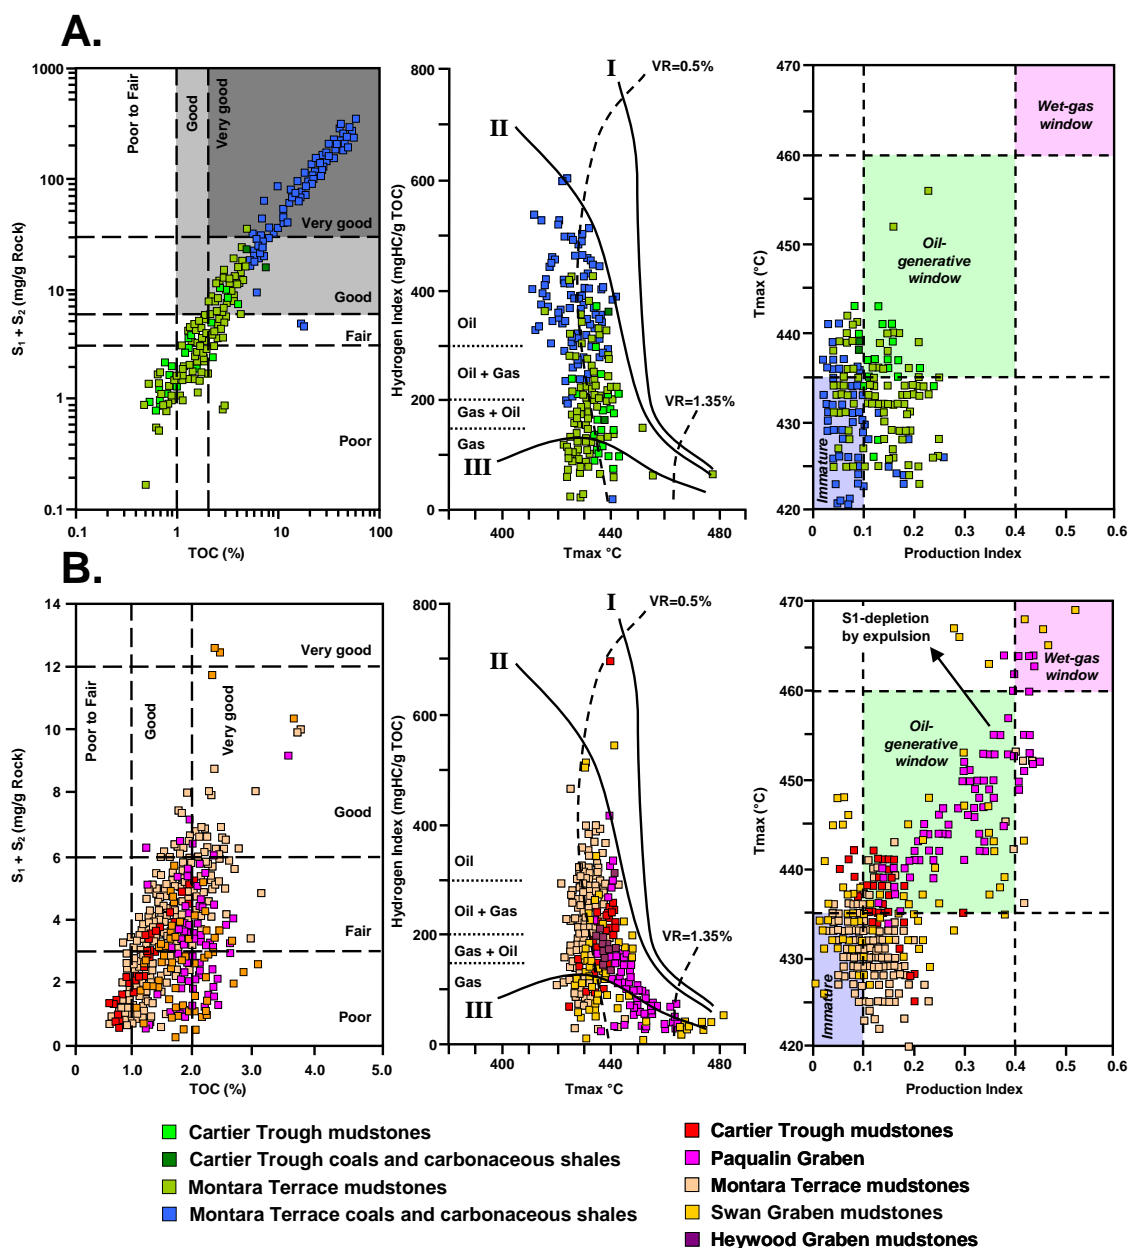 A.
1000
100
10
1
0.1
0.1
1
10
100
S1 + S2 (mg/g Rock)
TOC (%)
Poor to Fair
Good
Very good
Very good
Good
Fair
Poor
800
600
400
200
0
400
440
480
Hydrogen Index (mgHC/g TOC)
Tmax °C
I
II
III
VR=0.5%
VR=1.35%
Oil
Oil + Gas
Gas + Oil
Gas
470
460
450
440
430
420
0
0.1
0.2
0.3
0.4
0.5
0.6
Tmax (°C)
Production Index
Wet-gas
window
Oil-
generative
window
Immature
B.
14
12
10
8
6
4
2
0
0
1.0
2.0
3.0
4.0
5.0
S1 + S2 (mg/g Rock)
TOC (%)
Poor to Fair
Good
Very good
Very good
Good
Fair
Poor
800
600
400
200
0
400
440
480
Hydrogen Index (mgHC/g TOC)
Tmax °C
I
II
III
VR=0.5%
VR=1.35%
Oil
Oil + Gas
Gas + Oil
Gas
470
460
450
440
430
420
0
0.1
0.2
0.3
0.4
0.5
0.6
Tmax (°C)
Production Index
S1-depletion
by expulsion
Wet-gas
window
Oil-
generative
window
Immature
Cartier Trough mudstones
Cartier Trough coals and carbonaceous shales
Montara Terrace mudstones
Montara Terrace coals and carbonaceous shales
Cartier Trough mudstones
Paqualin Graben
Montara Terrace mudstones
Swan Graben mudstones
Heywood Graben mudstones